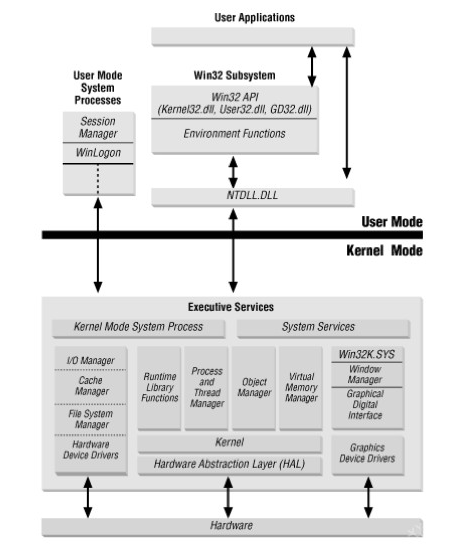 User Applications
User Mode
System
Processes
Session
Manager
WinLogon
Win32 Subsystem
Win32 API
(Kernel32.dll, User32.dll, GD32.dll)
Environment Functions
NTDLL.DLL
User Mode
Kernel Mode
Executive Services
Kernel Mode System Process
System Services
I/O Manager
Cache
Manager
File System
Manager
Hardware
Device Drivers
Runtime
Library
Functions
Process
and
Thread
Manager
Object
Manager
Virtual
Memory
Manager
Win32K.SYS
Window
Manager
Graphical
Digital
Interface
Kernel
Hardware Abstraction Layer (HAL)
Graphics
Device Drivers
Hardware